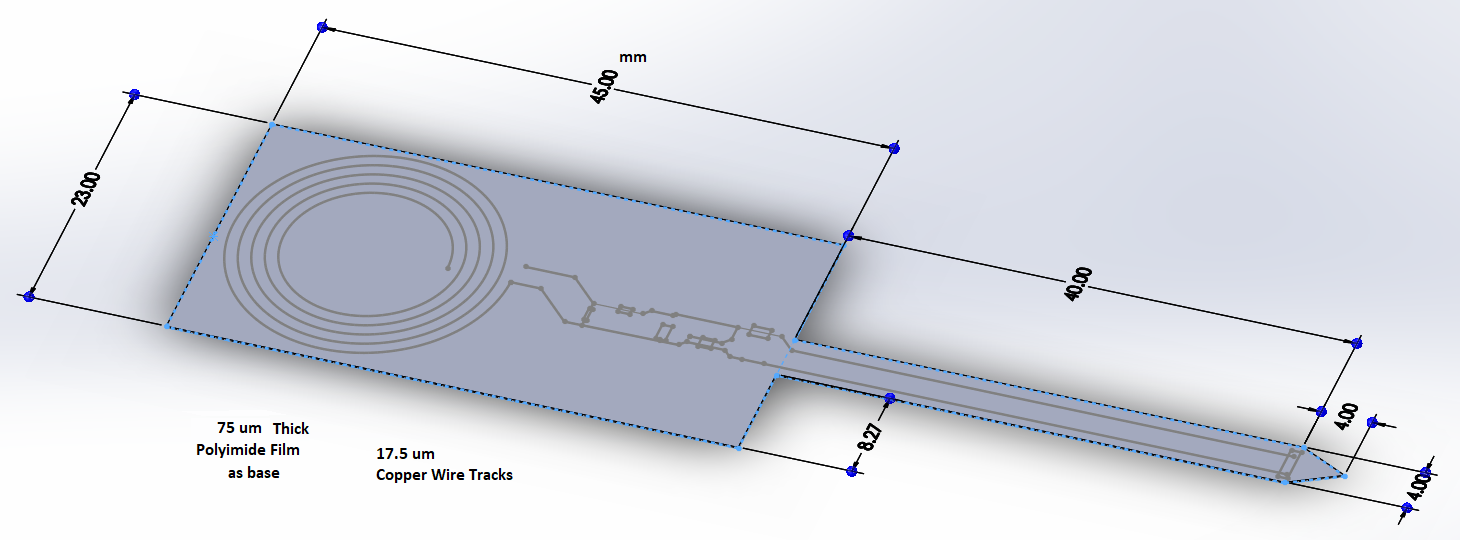 mm
45.00
23.00
40.00
4.00
8.27
4.00
75 um Thick
Polyimide Film
as base
17.5 um
Copper Wire Tracks